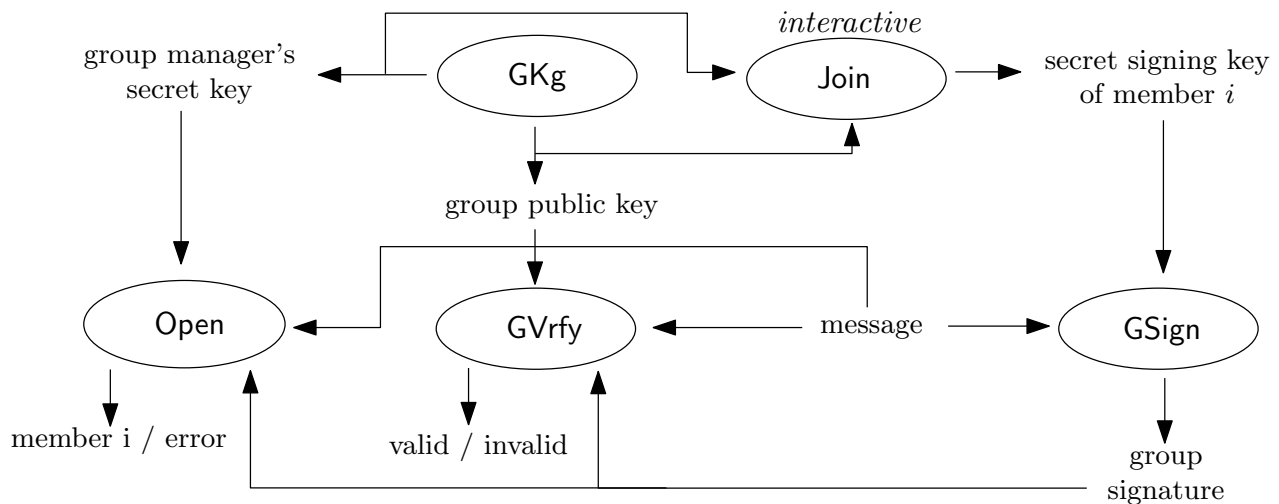 interactive
group manager's
secret key
GKg
Join
secret signing key
of member i
group public key
Open
GVrfy
message
GSign
member i / error
valid / invalid
group
signature